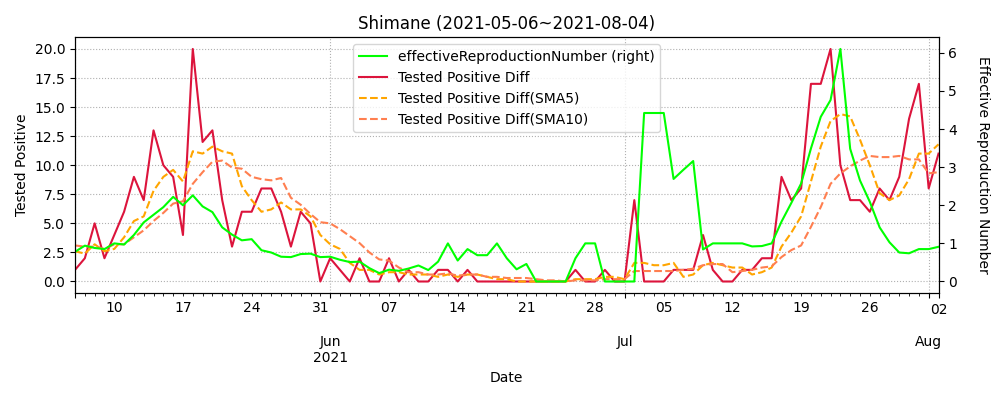 Shimane (2021-05-06~2021-08-04)
effectiveReproductionNumber (right)
Tested Positive Diff
Tested Positive Diff(SMA5)
Tested Positive Diff(SMA10)
Tested Positive
20.0
17.5
15.0
12.5
10.0
7.5
5.0
2.5
0.0
6
5
4
3
2
1
0
Effective Reproduction Number
10 17 24 31 07 14 21 28 05 12 19 26 02
Jun Jul Aug
2021
Date